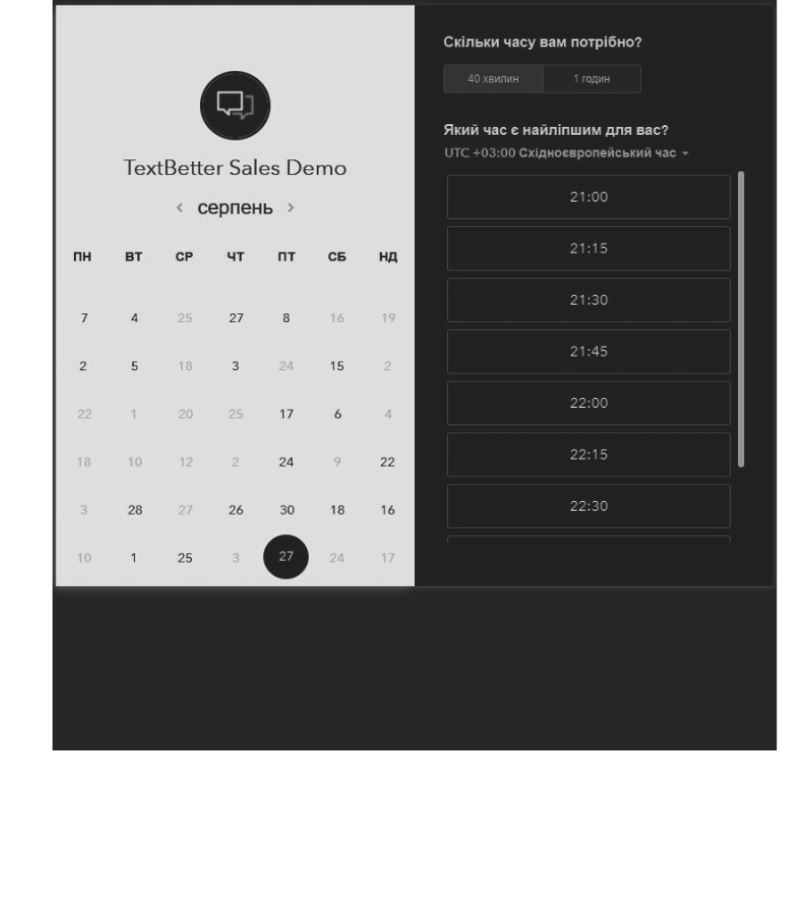 TextBetter Sales Demo
< серпень >
ПН ВТ СР ЧТ ПТ СБ НД
7 4 25 27 8 16 19
2 5 18 3 24 15 2
22 1 20 25 17 6 4
18 10 12 2 24 9 22
3 28 27 26 30 18 16
10 1 25 3 27 24 17
Скільки часу вам потрібно?
40 хвилин 1 годин
Який час є найліпшим для вас?
UTC +03:00 Східноєвропейський час
21:00
21:15
21:30
21:45
22:00
22:15
22:30